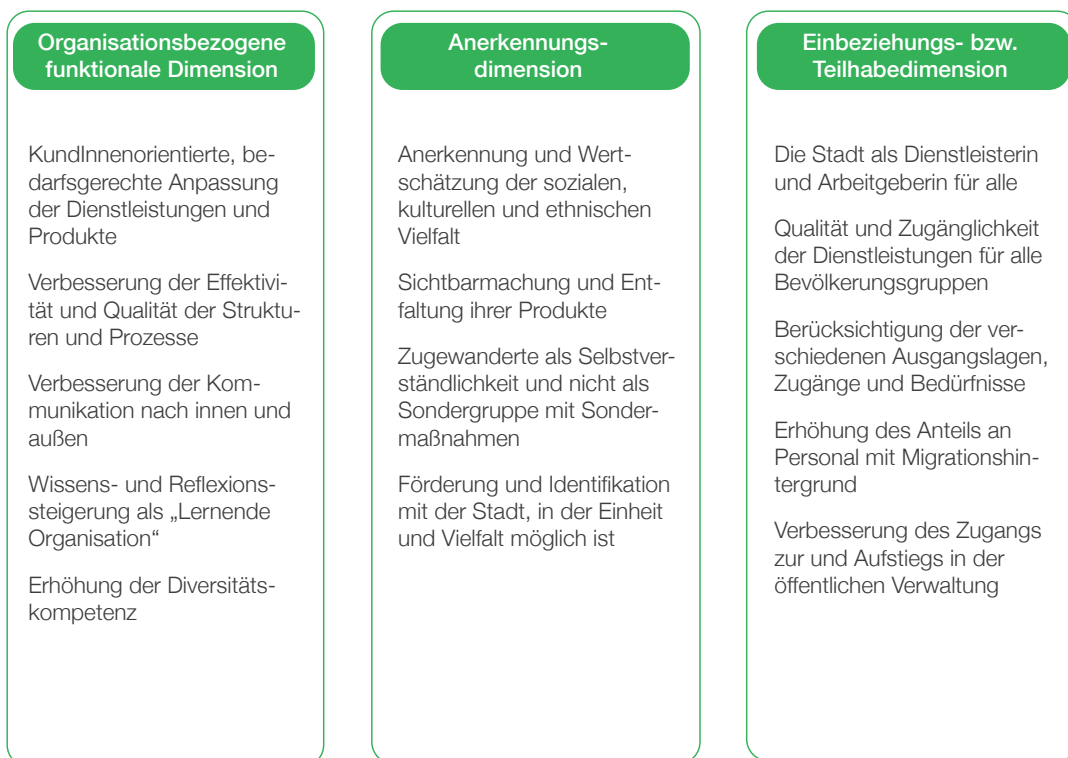 Organisationsbezogene
funktionale Dimension
KundInnenorientierte, be-
darfsgerechte Anpassung
der Dienstleistungen und
Produkte
Verbesserung der Effektivi-
tät und Qualität der Struktu-
ren und Prozesse
Verbesserung der Kom-
munikation nach innen und
außen
Wissens- und Reflexions-
steigerung als „Lernende
Organisation“
Erhöhung der Diversitäts-
kompetenz
Anerkennungs-
dimension
Anerkennung und Wert-
schätzung der sozialen,
kulturellen und ethnischen
Vielfalt
Sichtbarmachung und Ent-
faltung ihrer Produkte
Zugewanderte als Selbstver-
ständlichkeit und nicht als
Sondergruppe mit Sonder-
maßnahmen
Förderung und Identifikation
mit der Stadt, in der Einheit
und Vielfalt möglich ist
Einbeziehungs- bzw.
Teilhabedimension
Die Stadt als Dienstleisterin
und Arbeitgeberin für alle
Qualität und Zugänglichkeit
der Dienstleistungen für alle
Bevölkerungsgruppen
Berücksichtigung der ver-
schiedenen Ausgangslagen,
Zugänge und Bedürfnisse
Erhöhung des Anteils an
Personal mit Migrationshin-
tergrund
Verbesserung des Zugangs
zur und Aufstiegs in der
öffentlichen Verwaltung